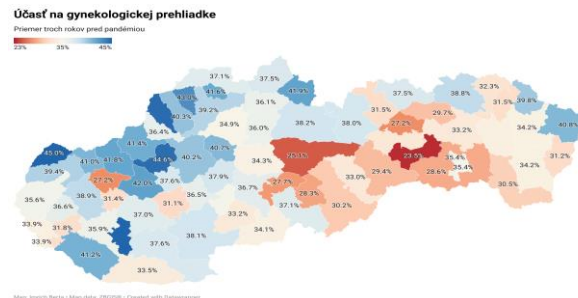 Účasť na gynekologickej prehliadke
Priemer troch rokov pred pandémiou
23% 35% 45%
37.1% 37.5%
41.6% 41.9% 37.5% 38.8% 32.3%
43.0% 39.2% 36.1% 31.5% 31.5% 39.8%
40.3% 29.7%
36.4% 34.9% 36.0% 38.2% 38.0% 27.2% 33.2% 34.2% 40.8%
45.0% 41.4%
41.0% 41.8% 44.6% 40.2% 40.7% 34.3% 23.5% 35.4% 31.2%
39.4% 35.4% 34.2%
27.2% 42.0% 37.6% 37.9% 33.0% 29.4% 28.6%
38.9% 31.4% 36.5% 36.7% 27.7% 28.3% 30.5%
35.6% 36.6% 31.1% 37.1% 30.2%
33.9% 31.8% 35.9% 37.0% 33.2%
33.9% 37.6% 38.1% 34.1%
41.2%
33.5%